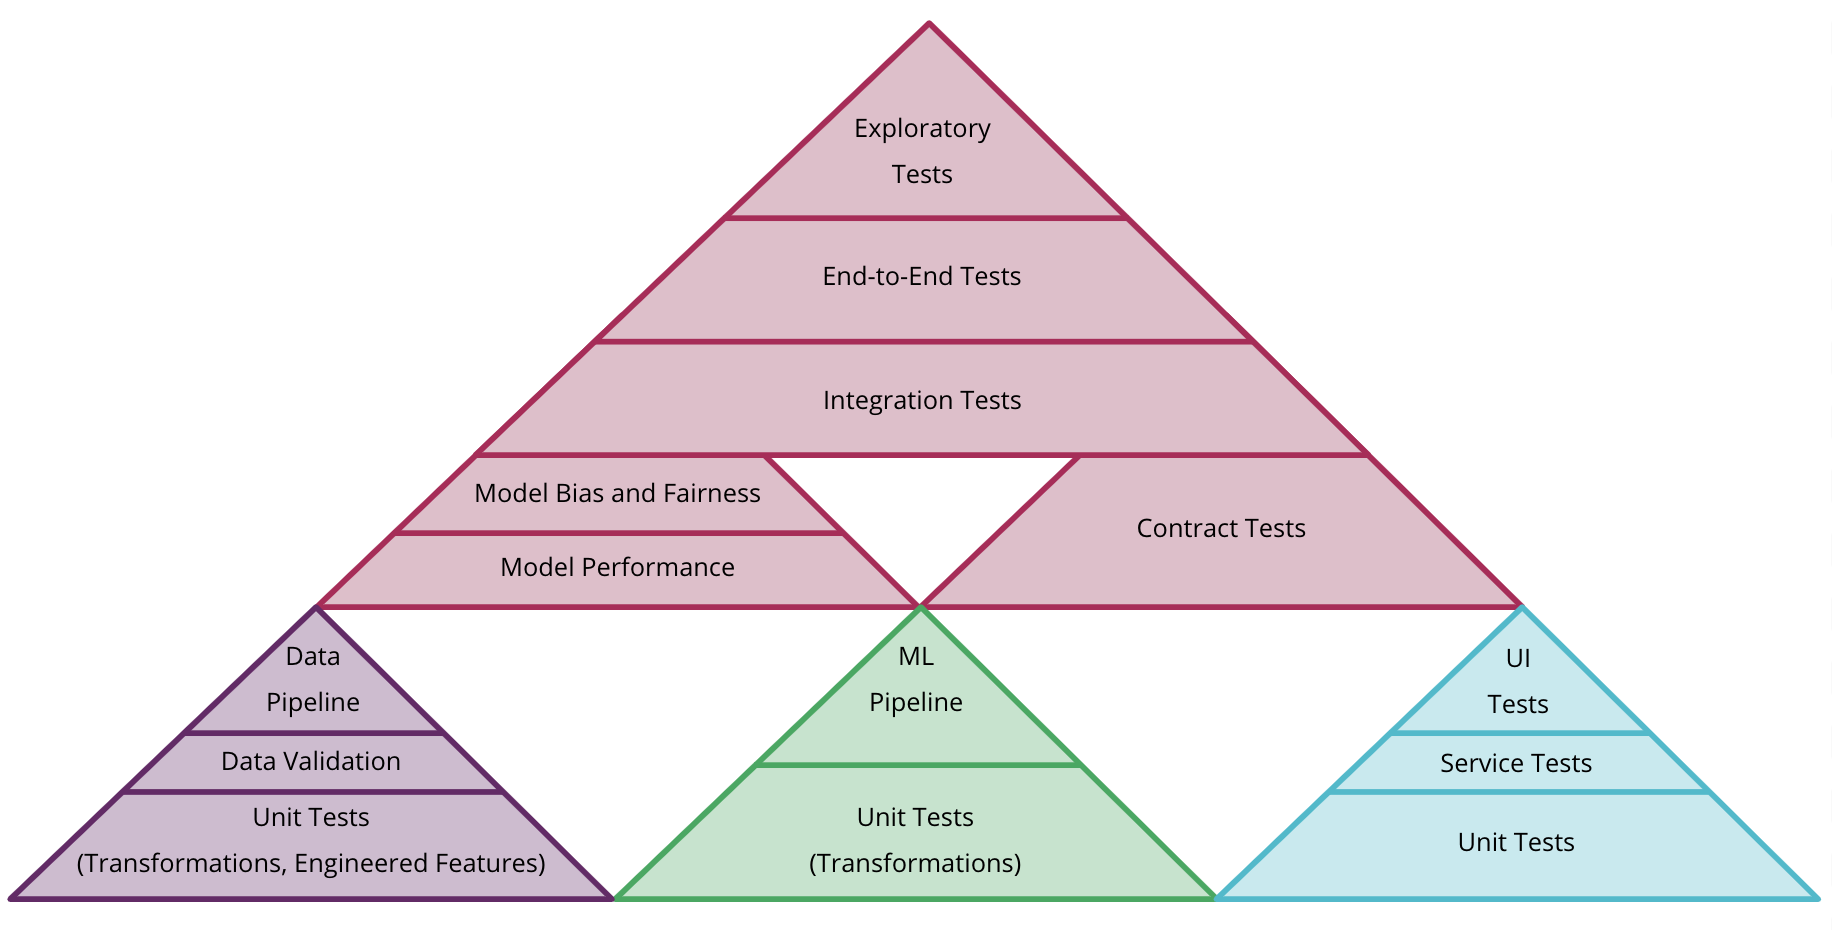 Exploratory
Tests
End-to-End Tests
Integration Tests
Model Bias and Fairness
Model Performance
Contract Tests
Data
Pipeline
Data Validation
Unit Tests
(Transformations, Engineered Features)
ML
Pipeline
Unit Tests
(Transformations)
UI
Tests
Service Tests
Unit Tests